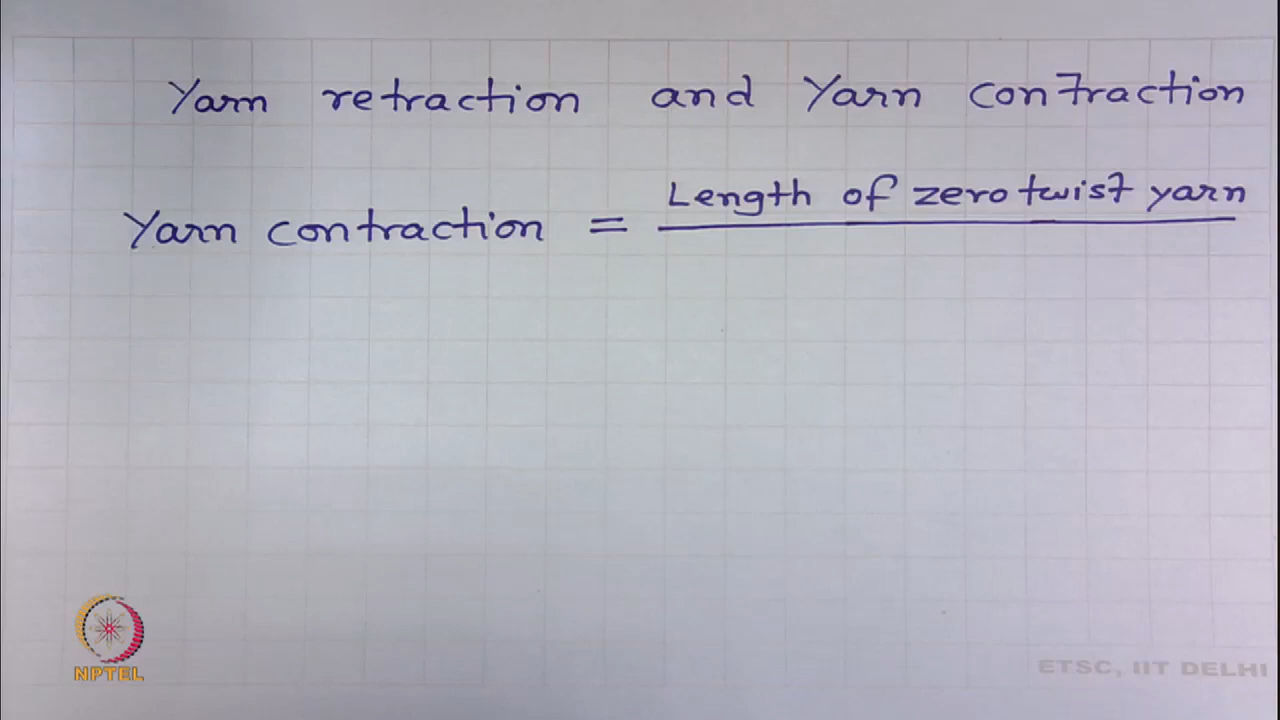 Yarn retraction and Yarn contraction
Yarn contraction = Length of zero twist yarn
NPTEL
ETSC, IIT DELHI